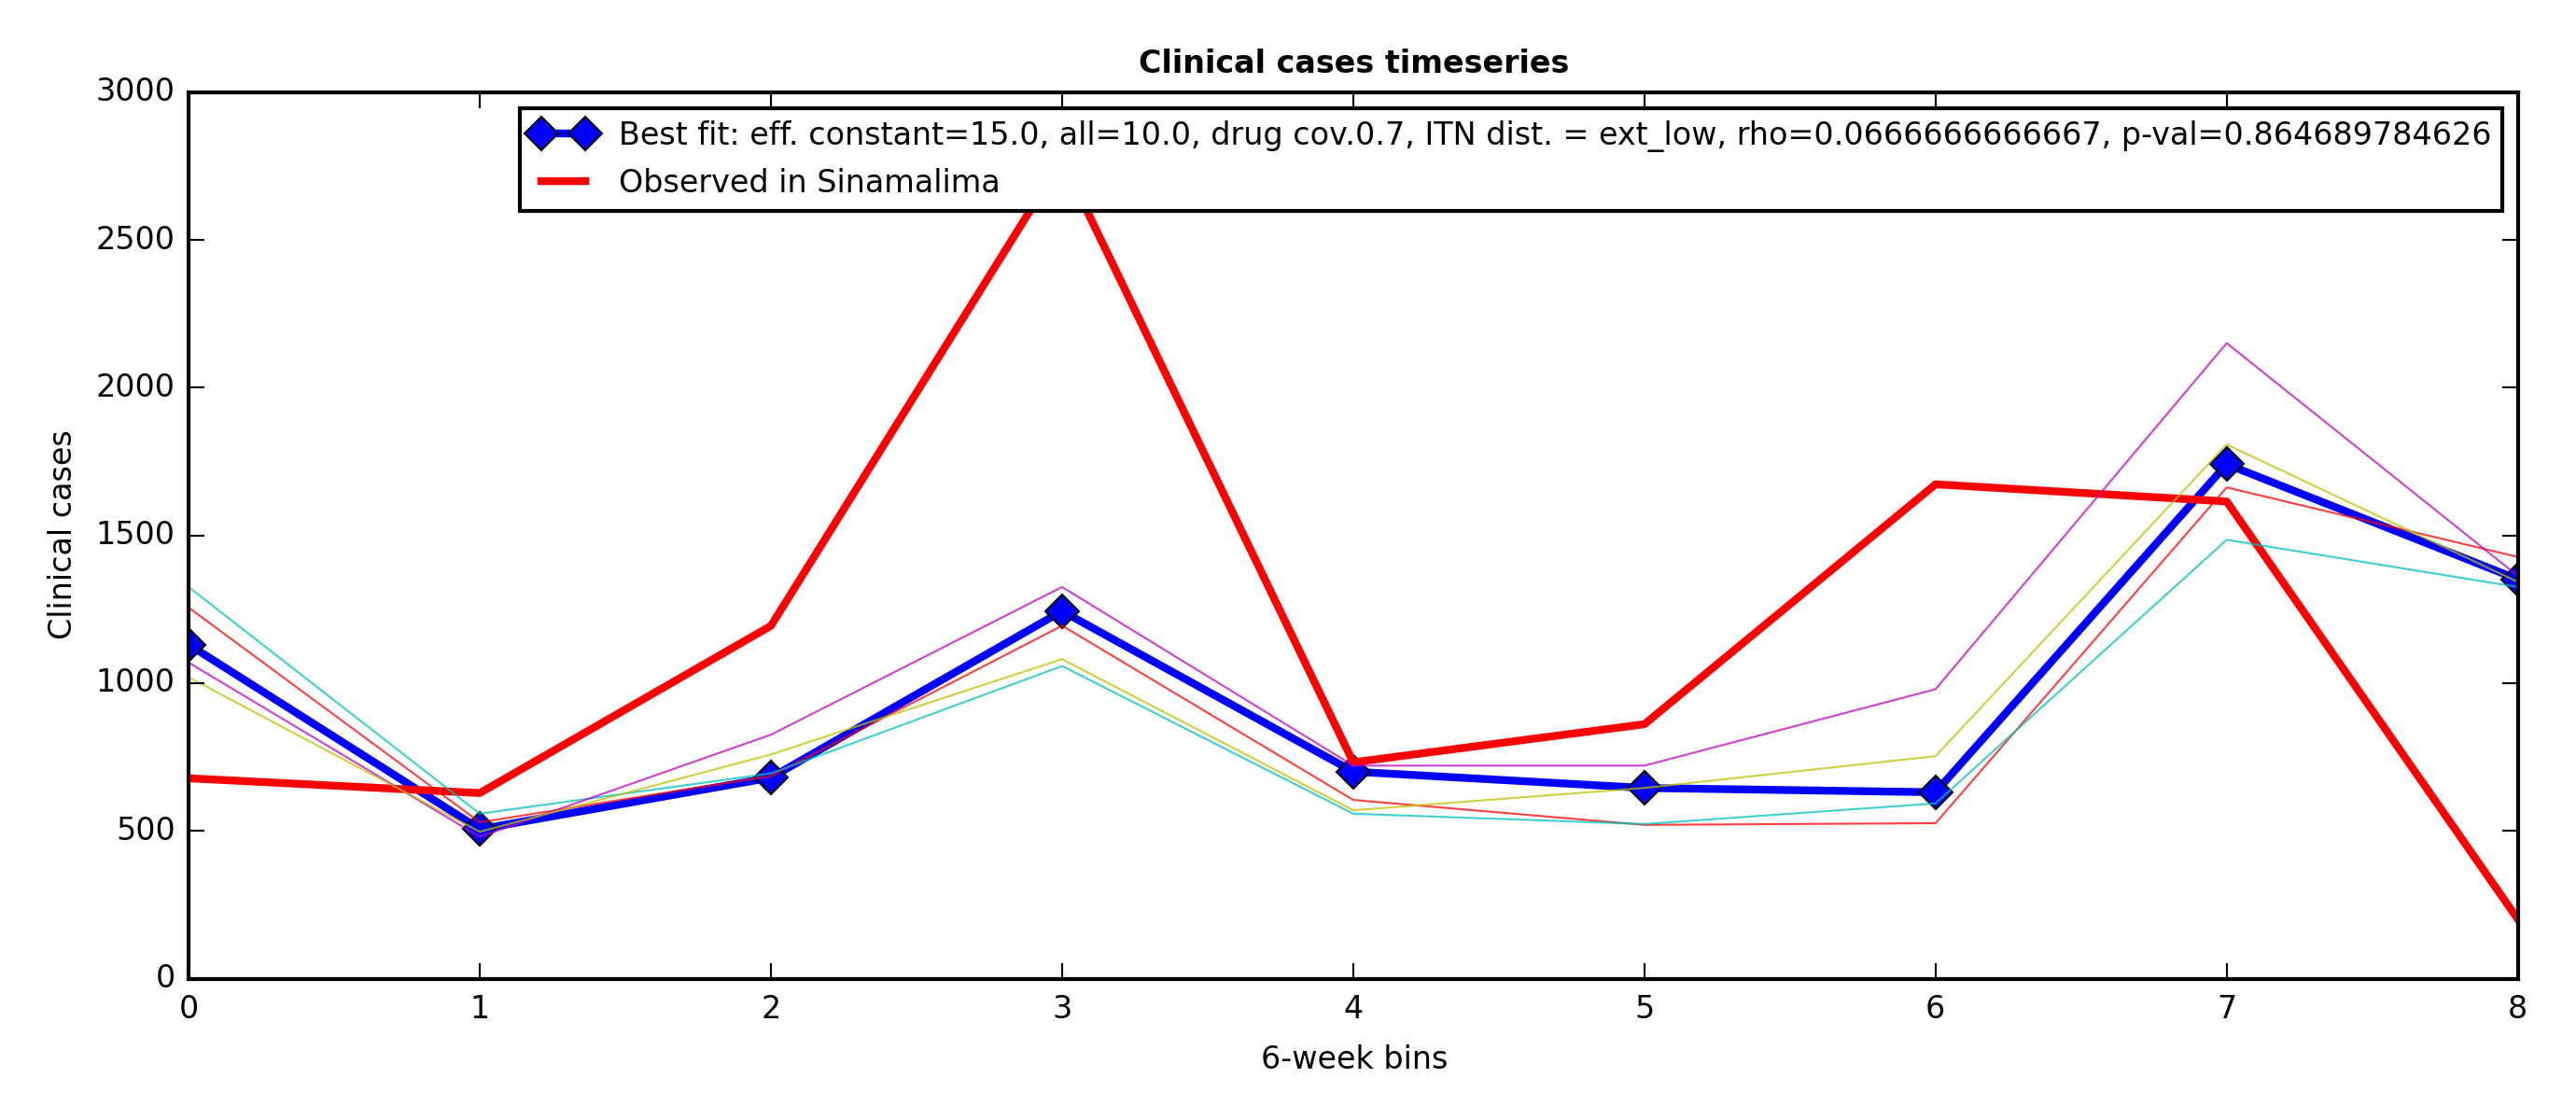 Clinical cases timeseries
3000
2500
2000
1500
1000
500
0
Clinical cases
Best fit: eff. constant=15.0, all=10.0, drug cov.0.7, ITN dist. = ext_low, rho=0.0666666666667, p-val=0.864689784626
Observed in Sinamalima
0 1 2 3 4 5 6 7 8
6-week bins